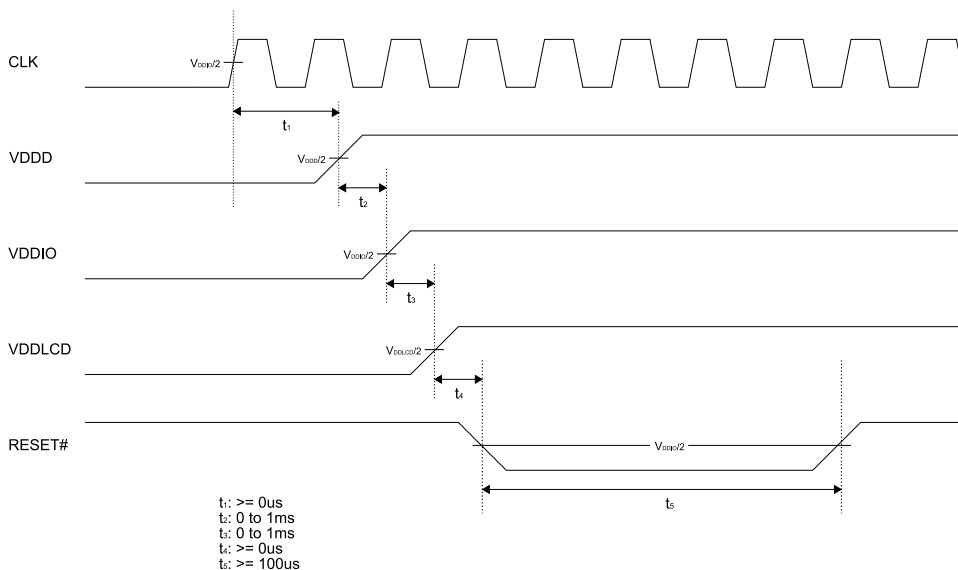 CLK
VDDIO/2
t1
VDDD
VDDD/2
t2
VDDIO
VDDIO/2
t3
VDDLCD
VDDLCD/2
t4
RESET#
VDDIO/2
t5
t1: >= 0us
t2: 0 to 1ms
t3: 0 to 1ms
t4: >= 0us
t5: >= 100us